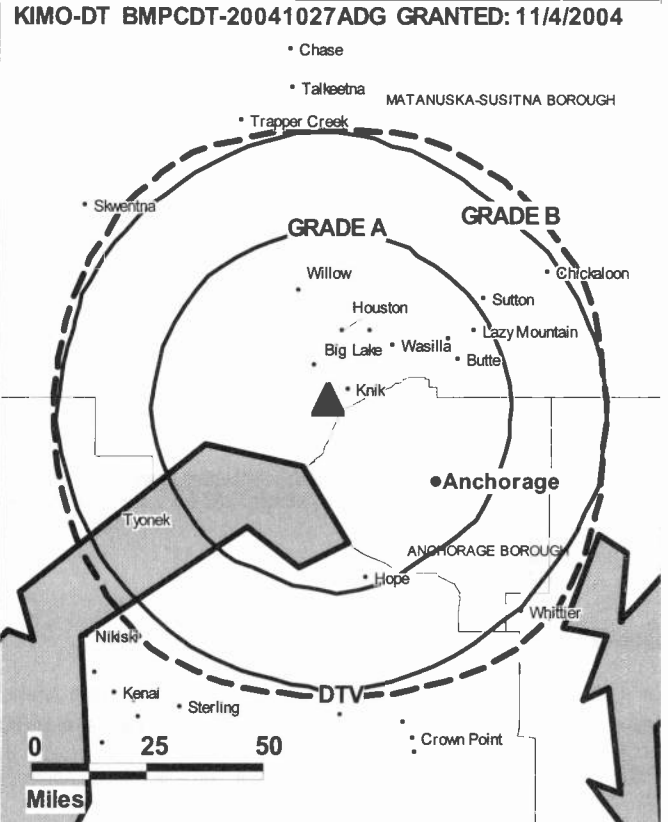 KIMO-DT BMPCDT-20041027ADG GRANTED: 11/4/2004
Chase
Talkeetna
MATANUSKA-SUSITNA BOROUGH
Trapper Creek
Skwentna
GRADE B
GRADE A
Chickaloon
Willow
Sutton
Houston
Lazy Mountain
Big Lake
Wasilla
Butte
Knik
Anchorage
Tyonek
ANCHORAGE BOROUGH
Hope
Whittier
Nikiski
Kenai
DTV
Sterling
Crown Point
0 25 50
Miles